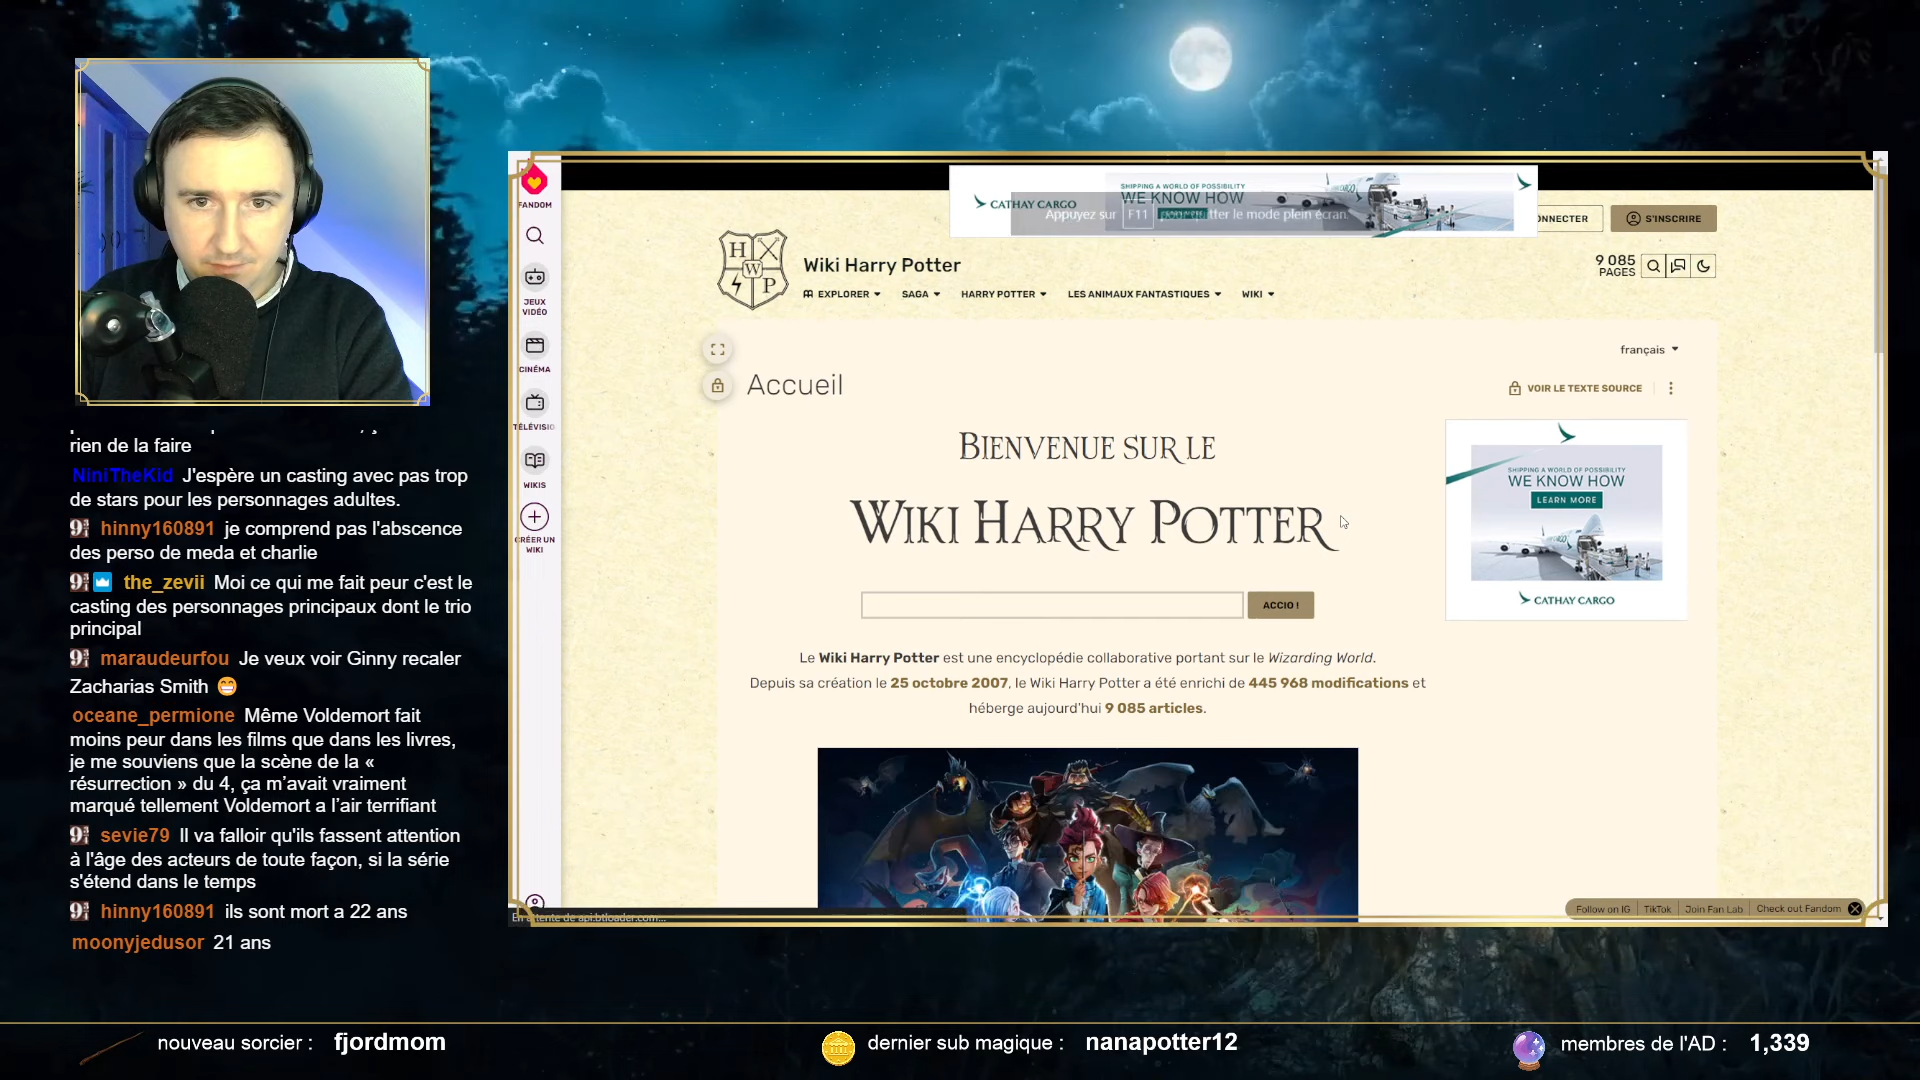 rien de la faire
NiniTheKid J'espère un casting avec pas trop
de stars pour les personnages adultes.
hinny160891 je comprend pas l'abscence
des perso de meda et charlie
the_zevii Moi ce qui me fait peur c'est le
casting des personnages principaux dont le trio
principal
maraudeurfou Je veux voir Ginny recaler
Zacharias Smith 😁
oceane_permione Même Voldemort fait
moins peur dans les films que dans les livres,
je me souviens que la scène de la «
résurrection » du 4, ça m’avait vraiment
marqué tellement Voldemort a l’air terrifiant
sevie79 Il va falloir qu'ils fassent attention
à l'âge des acteurs de toute façon, si la série
s'étend dans le temps
hinny160891 ils sont mort a 22 ans
moonyjedusor 21 ans
FANDOM
JEUX
VIDÉO
CINÉMA
TÉLÉVISIO
WIKIS
CRÉER UN
WIKI
CATHAY CARGO
SHIPPING A WORLD OF POSSIBILITY
WE KNOW HOW
Appuyez sur F11 tter le mode plein écran.
ONNECTER
S'INSCRIRE
H W P
Wiki Harry Potter
9 085
PAGES
EXPLORER SAGA HARRY POTTER LES ANIMAUX FANTASTIQUES WIKI
français
Accueil
VOIR LE TEXTE SOURCE
BIENVENUE SUR LE
WIKI HARRY POTTER
ACCIO !
SHIPPING A WORLD OF POSSIBILITY
WE KNOW HOW
LEARN MORE
CATHAY CARGO
Le Wiki Harry Potter est une encyclopédie collaborative portant sur le Wizarding World.
Depuis sa création le 25 octobre 2007, le Wiki Harry Potter a été enrichi de 445 968 modifications et
héberge aujourd'hui 9 085 articles.
En attente de api.btloader.com...
Follow on IG TikTok Join Fan Lab Check out Fandom
nouveau sorcier : fjordmom
dernier sub magique : nanapotter12
membres de l'AD : 1,339